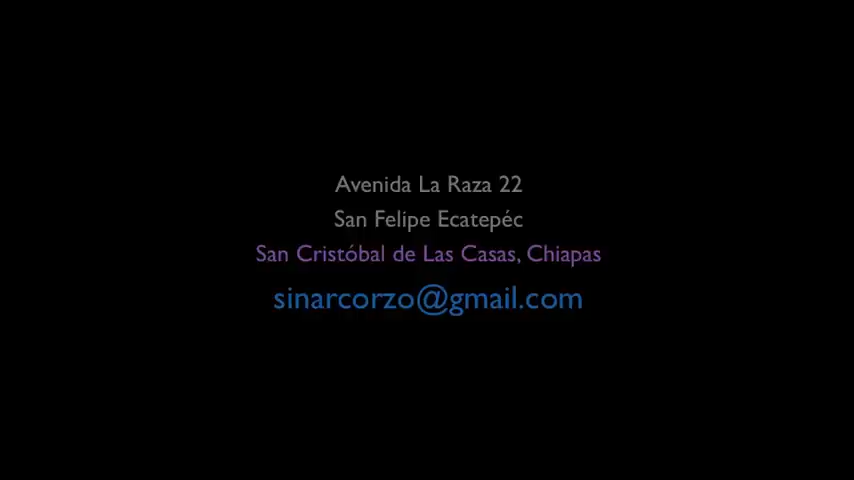 Avenida La Raza 22
San Felipe Ecatepéc
San Cristóbal de Las Casas, Chiapas
sinarcorzo@gmail.com